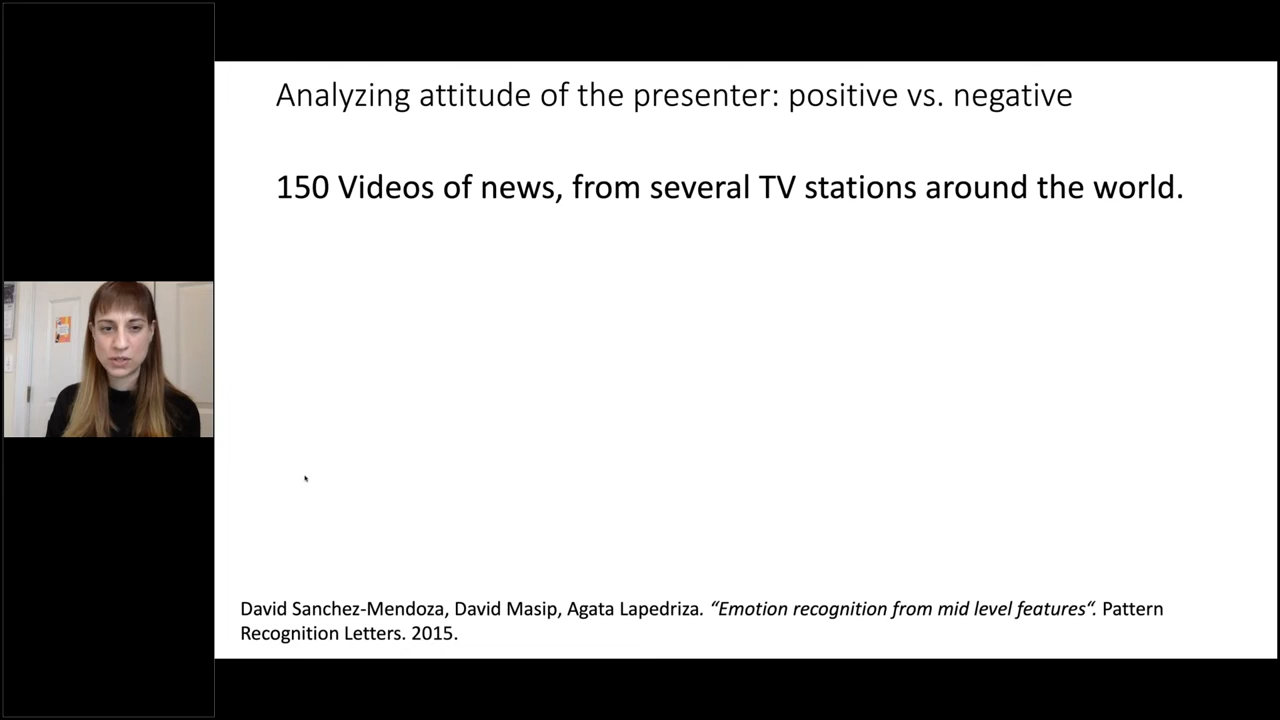 Analyzing attitude of the presenter: positive vs. negative
150 Videos of news, from several TV stations around the world.
David Sanchez-Mendoza, David Masip, Agata Lapedriza. “Emotion recognition from mid level features“. Pattern
Recognition Letters. 2015.